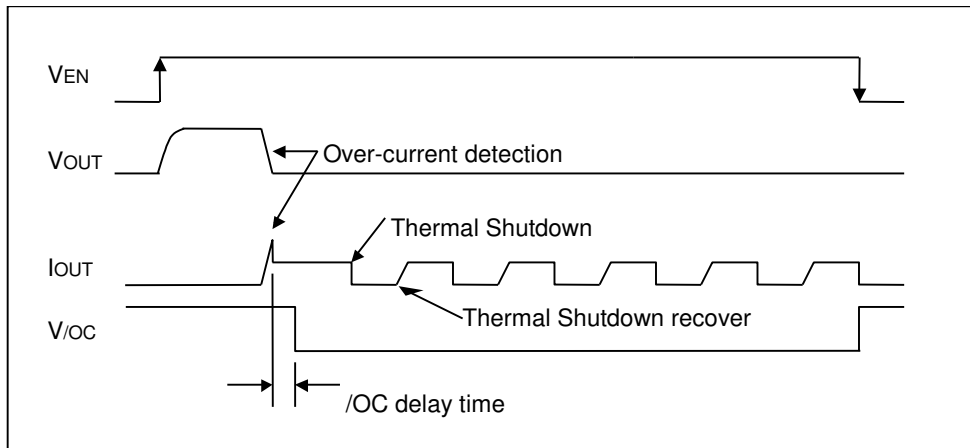 VEN
VOUT
Over-current detection
Thermal Shutdown
IOUT
Thermal Shutdown recover
V/OC
/OC delay time